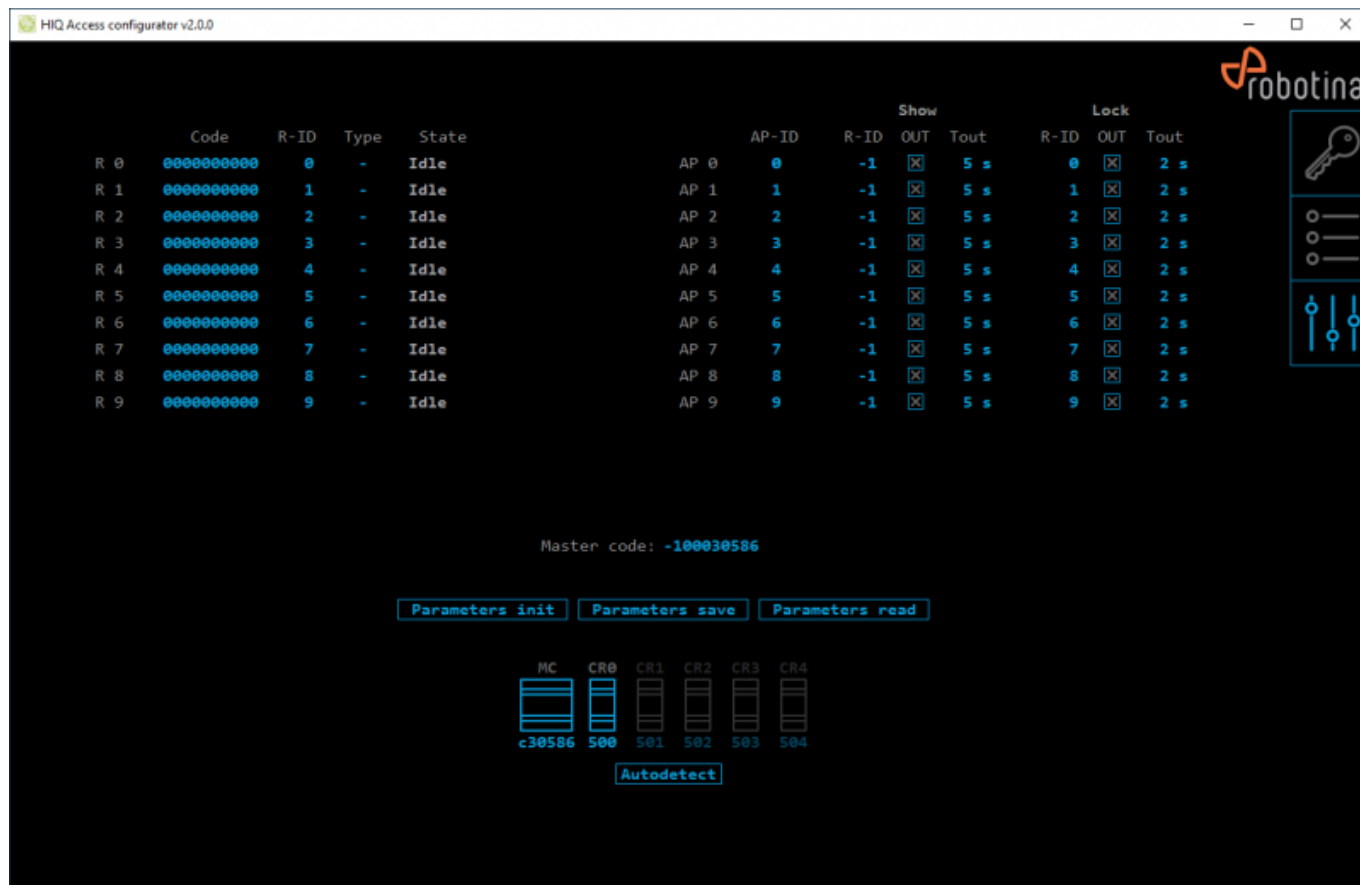 HIQ Access configurator v2.0.0
robotina
Show Lock
Code R-ID Type State AP-ID R-ID OUT Tout R-ID OUT Tout
R 0 0000000000 0 - Idle AP 0 0 -1 5 s 0 2 s
R 1 0000000000 1 - Idle AP 1 1 -1 5 s 1 2 s
R 2 0000000000 2 - Idle AP 2 2 -1 5 s 2 2 s
R 3 0000000000 3 - Idle AP 3 3 -1 5 s 3 2 s
R 4 0000000000 4 - Idle AP 4 4 -1 5 s 4 2 s
R 5 0000000000 5 - Idle AP 5 5 -1 5 s 5 2 s
R 6 0000000000 6 - Idle AP 6 6 -1 5 s 6 2 s
R 7 0000000000 7 - Idle AP 7 7 -1 5 s 7 2 s
R 8 0000000000 8 - Idle AP 8 8 -1 5 s 8 2 s
R 9 0000000000 9 - Idle AP 9 9 -1 5 s 9 2 s
Master code: -100030586
Parameters init Parameters save Parameters read
MC CR0 CR1 CR2 CR3 CR4
c30586 500 501 502 503 504
Autodetect